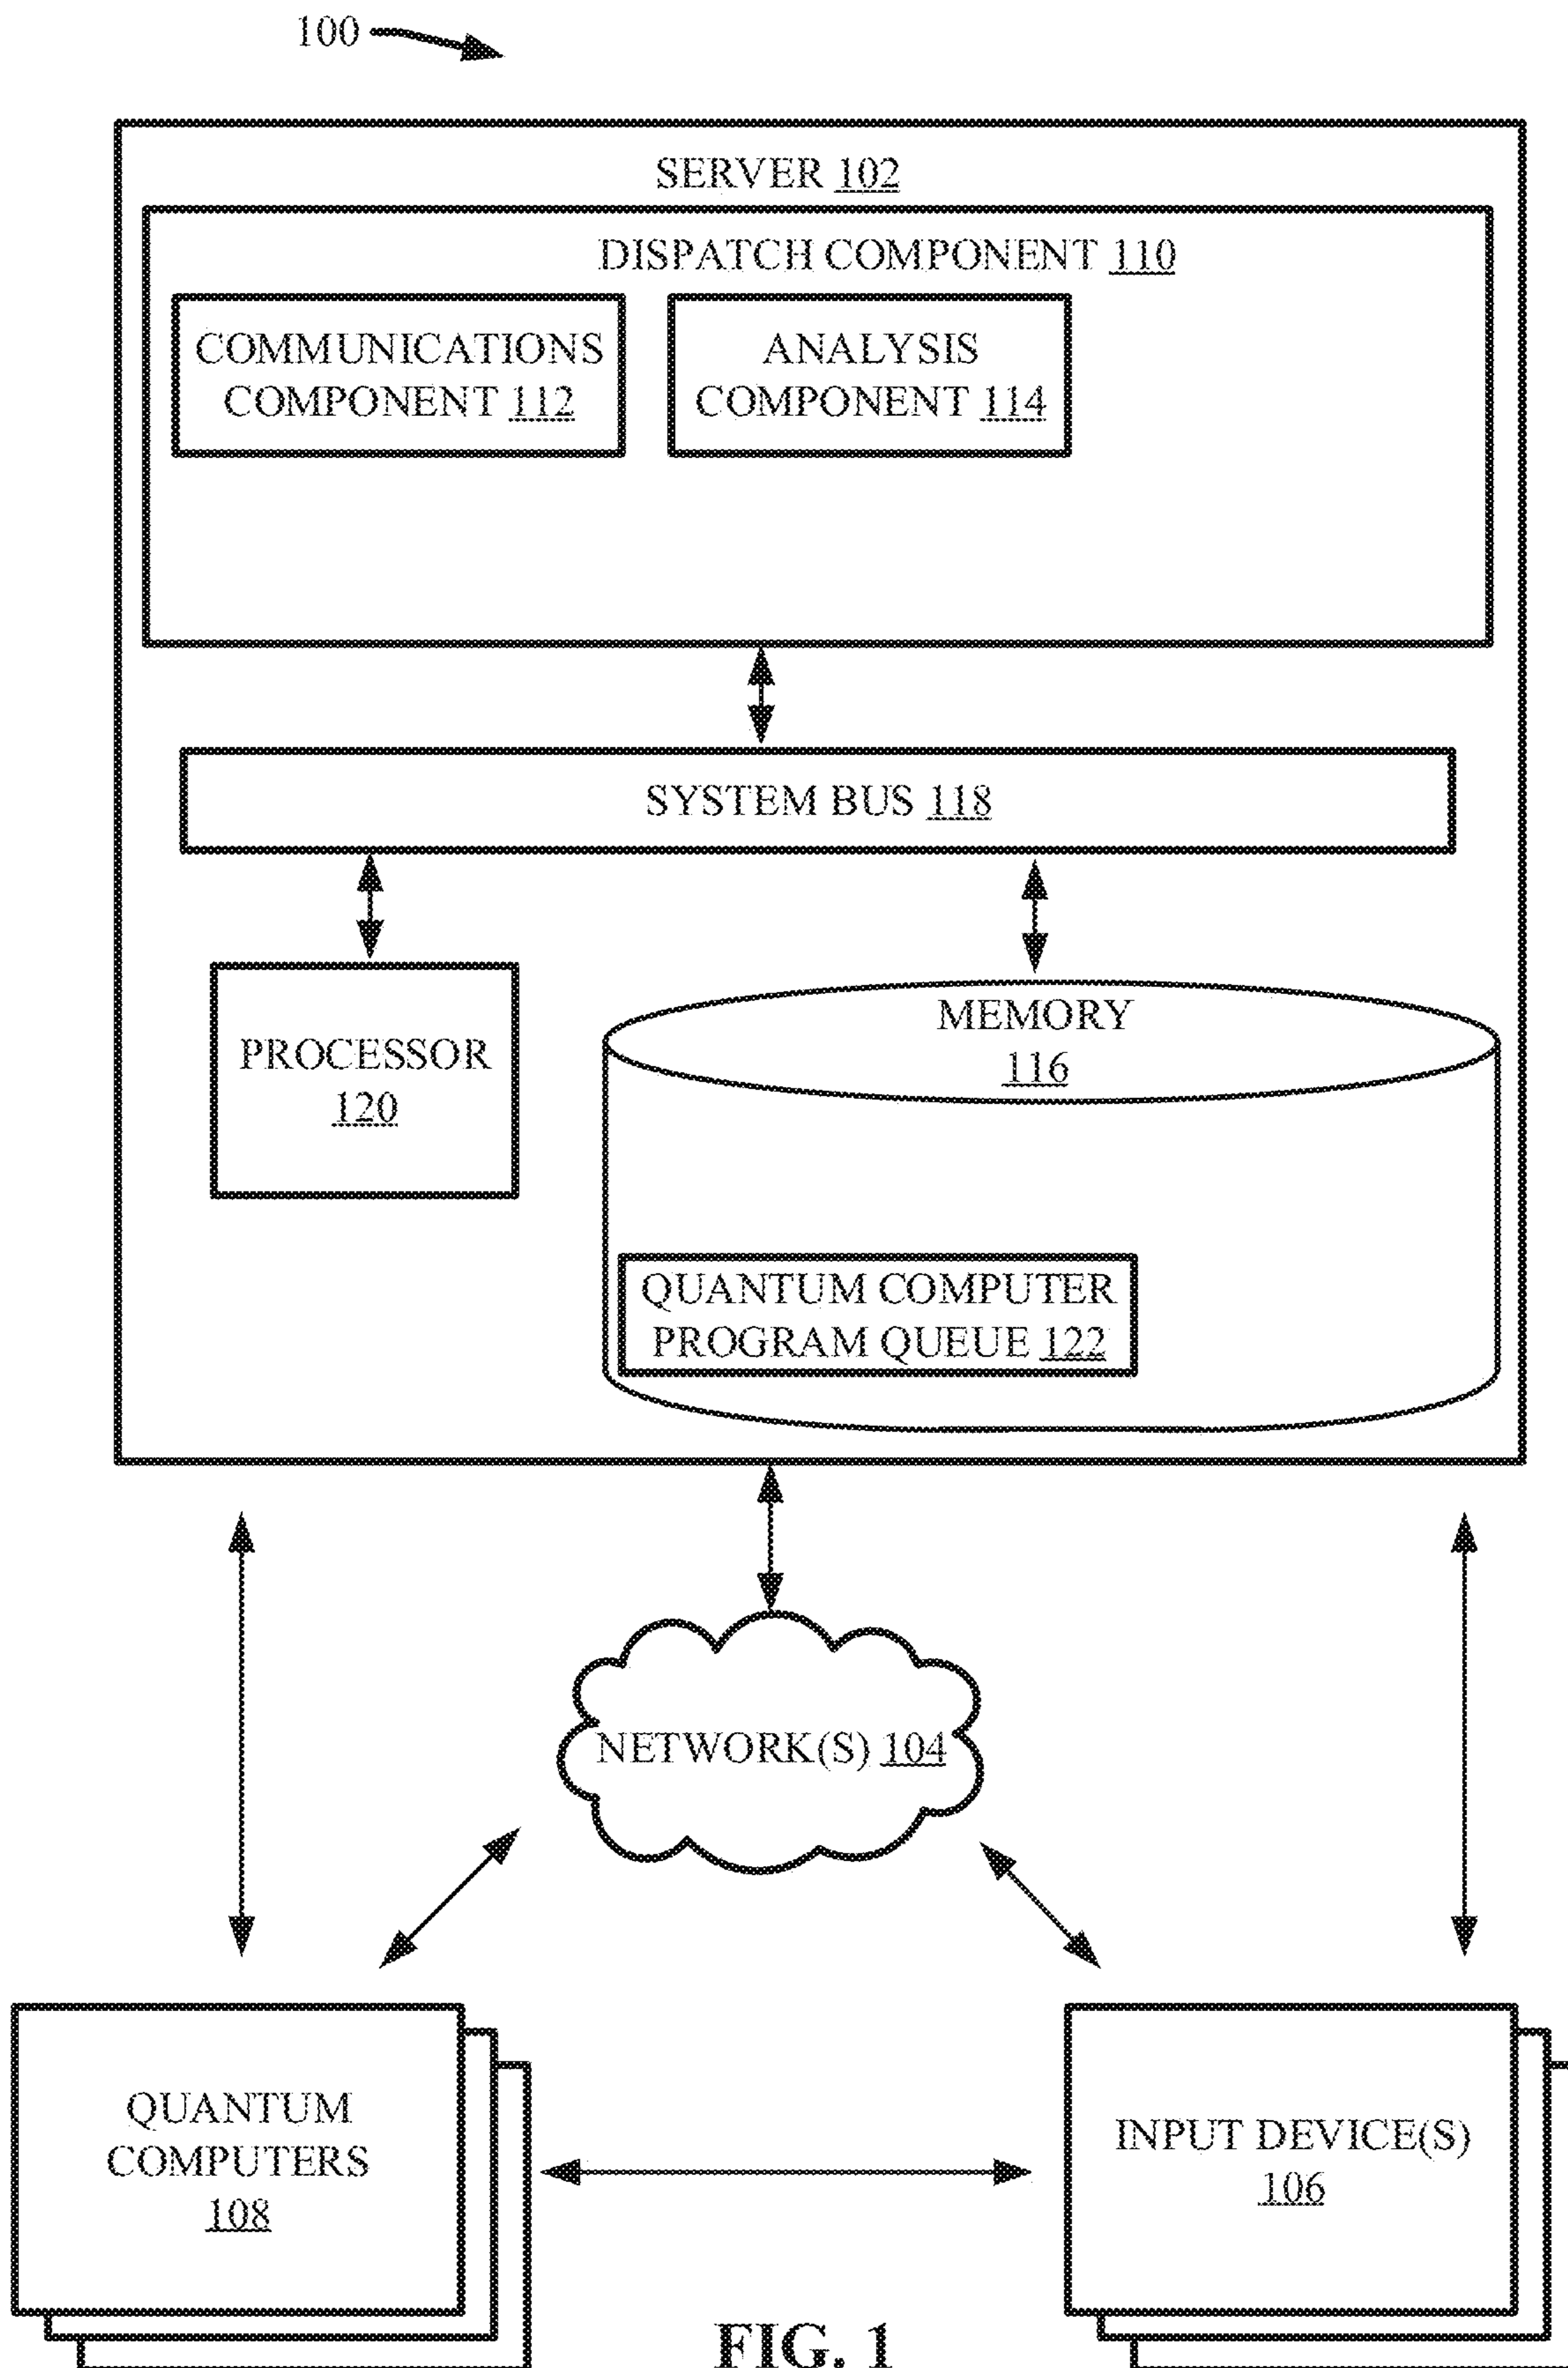 100
SERVER 102
DISPATCH COMPONENT 110
COMMUNICATIONS
COMPONENT 112
ANALYSIS
COMPONENT 114
SYSTEM BUS 118
PROCESSOR
120
MEMORY
116
QUANTUM COMPUTER
PROGRAM QUEUE 122
NETWORK(S) 104
QUANTUM
COMPUTERS
108
INPUT DEVICE(S)
106
FIG. 1